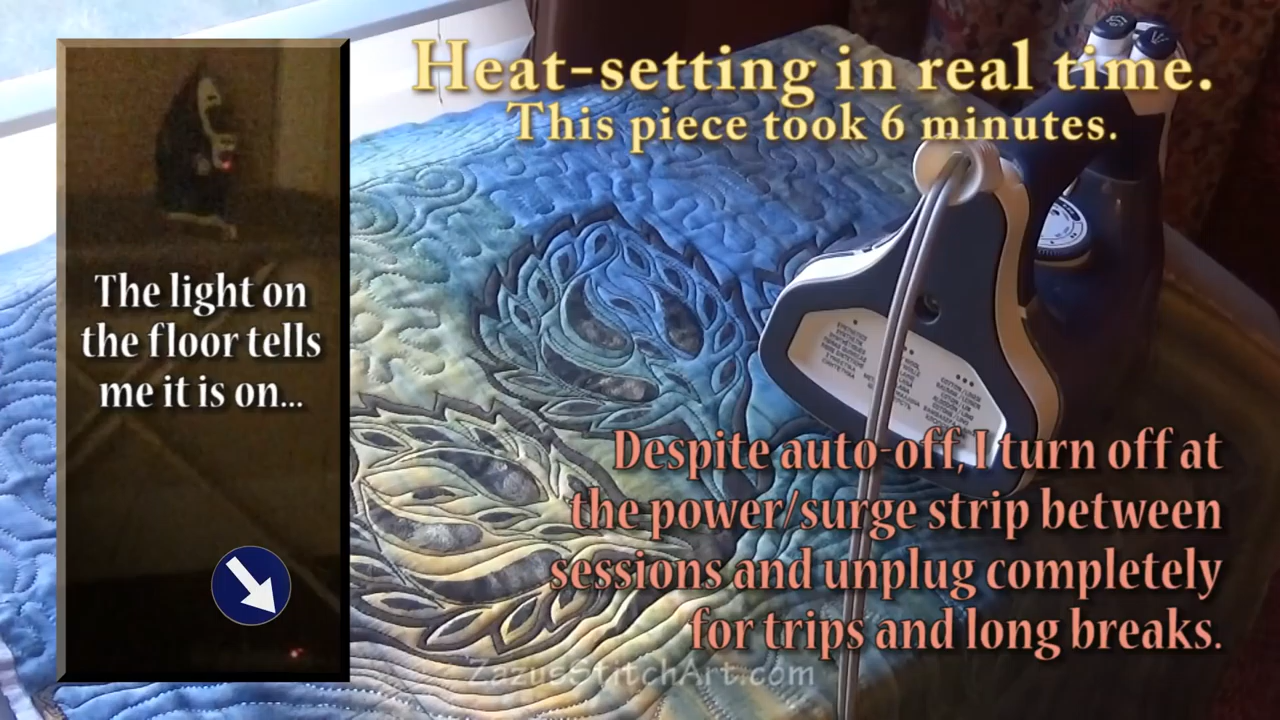 Heat-setting in real time.
This piece took 6 minutes.
The light on
the floor tells
me it is on...
Despite auto-off, I turn off at
the power/surge strip between
sessions and unplug completely
for trips and long breaks.
ZazusStitchArt.com